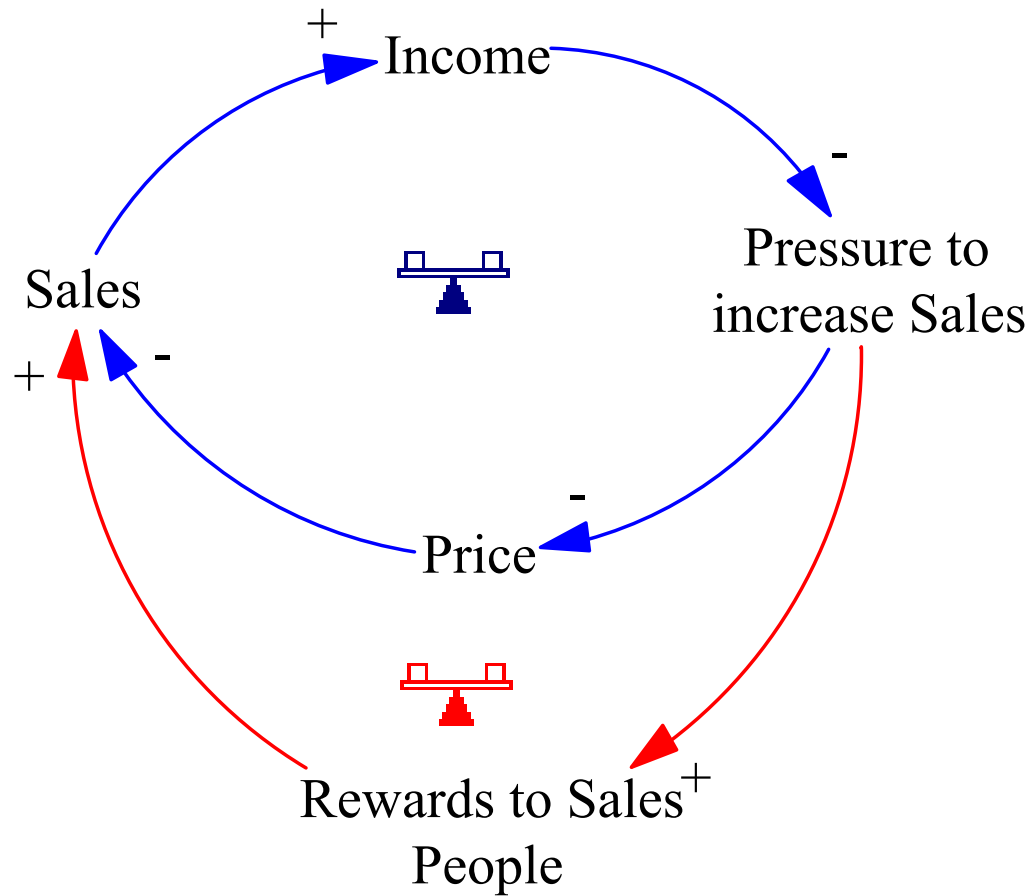 +
Income
-
Pressure to
increase Sales
Sales
+
-
-
Price
Rewards to Sales
+
People